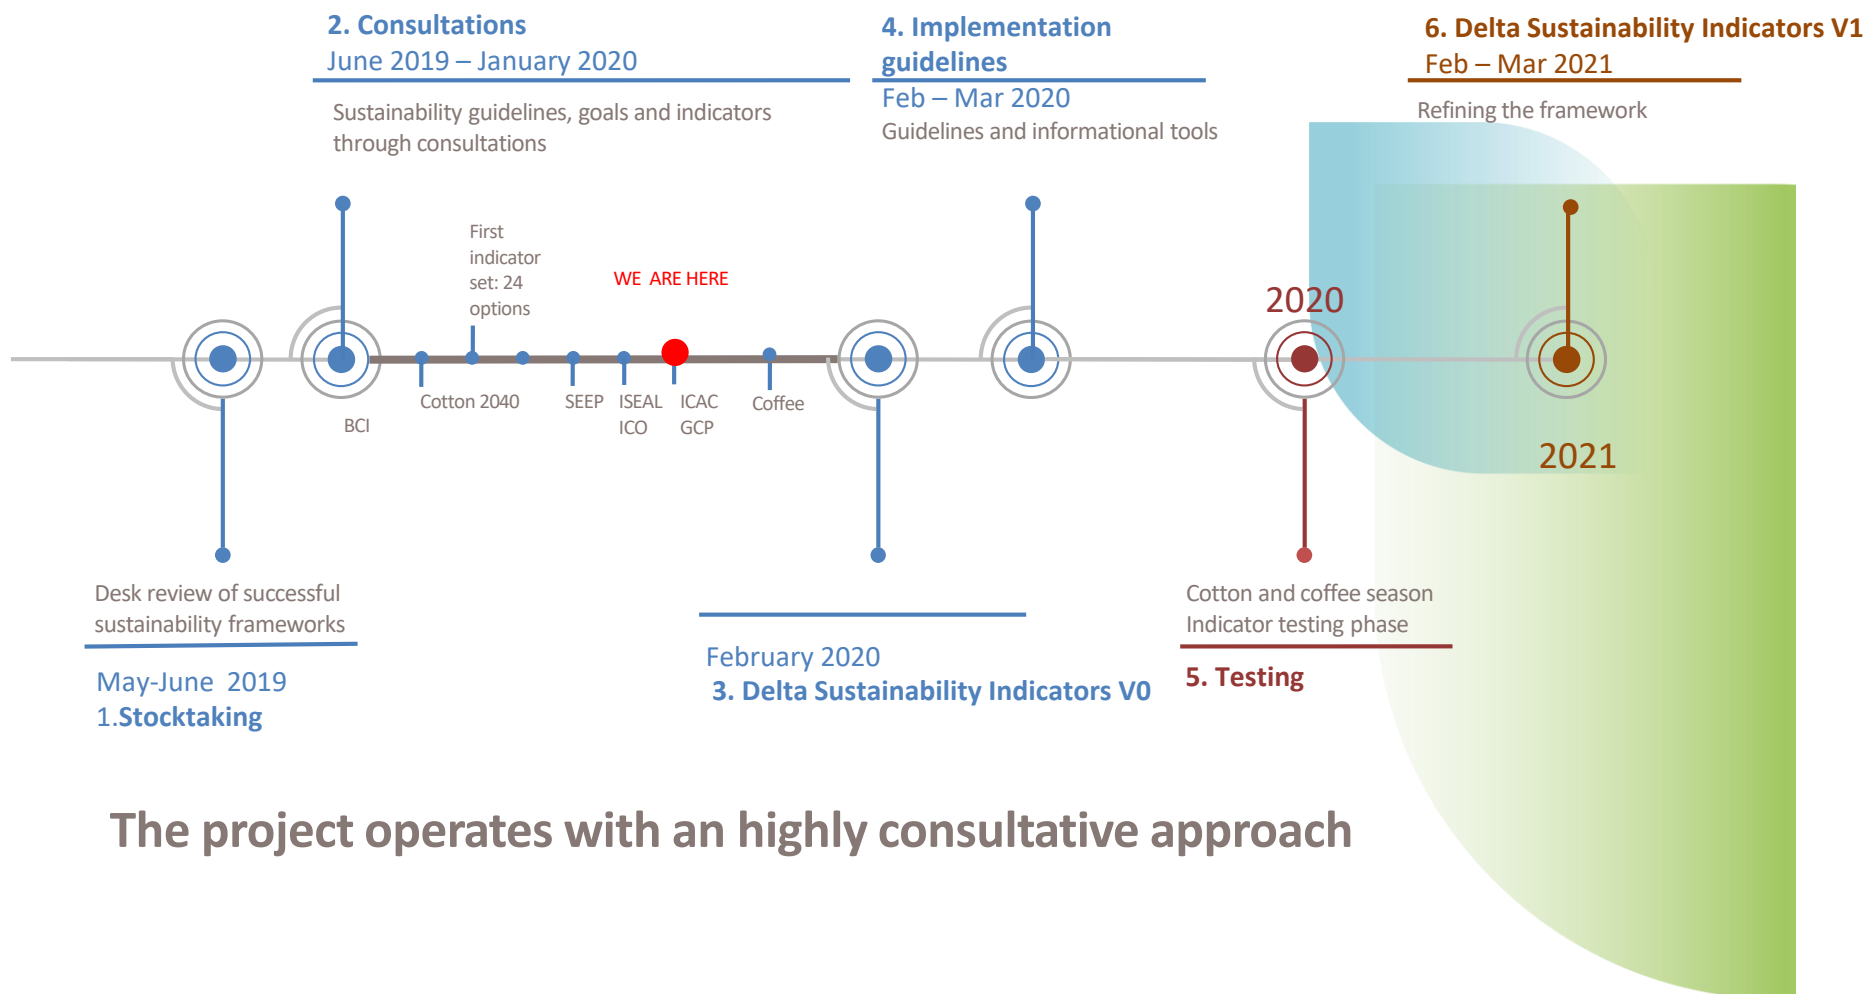 2. Consultations
June 2019 – January 2020
Sustainability guidelines, goals and indicators
through consultations
4. Implementation
guidelines
Feb – Mar 2020
Guidelines and informational tools
6. Delta Sustainability Indicators V1
Feb – Mar 2021
Refining the framework
First
indicator
set: 24
options
WE ARE HERE
2020
BCI
Cotton 2040
SEEP
ISEAL
ICO
ICAC
GCP
Coffee
2021
Desk review of successful
sustainability frameworks
May-June 2019
1.Stocktaking
February 2020
3. Delta Sustainability Indicators V0
Cotton and coffee season
Indicator testing phase
5. Testing
The project operates with an highly consultative approach